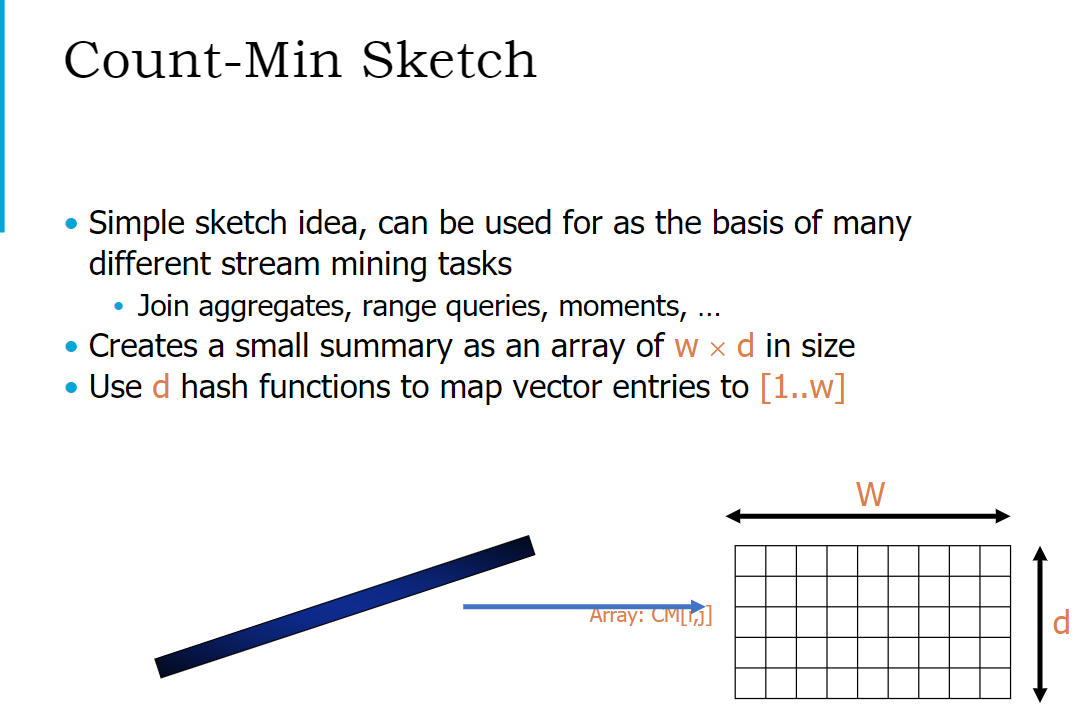 Count-Min Sketch
• Simple sketch idea, can be used for as the basis of many
different stream mining tasks
• Join aggregates, range queries, moments, …
• Creates a small summary as an array of w × d in size
• Use d hash functions to map vector entries to [1..w]
W
Array: CM[i,j]
d